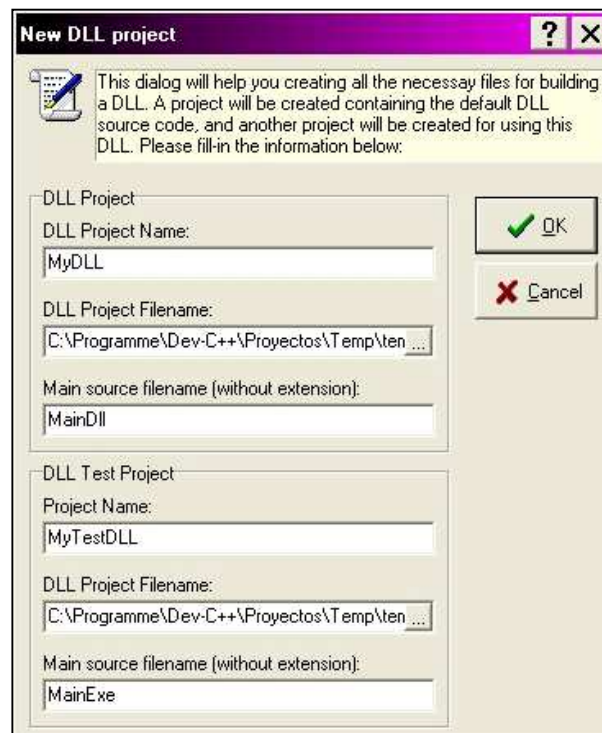 New DLL project
This dialog will help you creating all the necessay files for building
a DLL. A project will be created containing the default DLL
source code, and another project will be created for using this
DLL. Please fill-in the information below:
DLL Project
DLL Project Name:
MyDLL
DLL Project Filename:
C:\Programme\Dev-C++\Proyectos\Temp\ten ...
Main source filename (without extension):
MainDll
OK
Cancel
DLL Test Project
Project Name:
MyTestDLL
DLL Project Filename:
C:\Programme\Dev-C++\Proyectos\Temp\ten ...
Main source filename (without extension):
MainExe